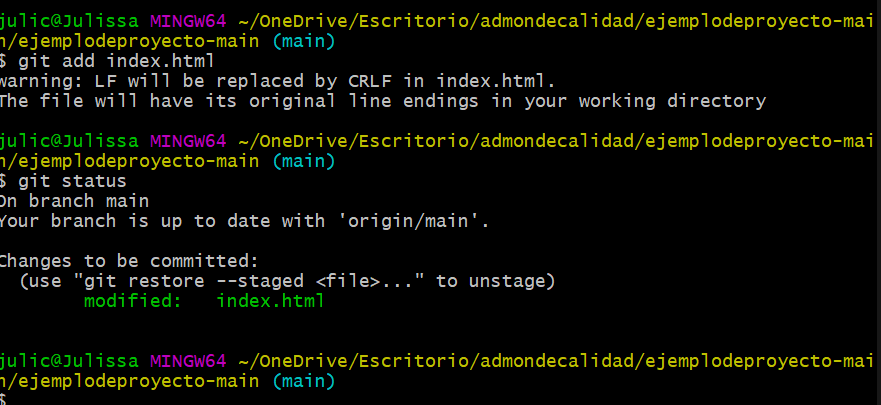 julic@Julissa MINGW64 ~/OneDrive/Escritorio/admondecalidad/ejemplodeproyecto-mai
n/ejemplodeproyecto-main (main)
$ git add index.html
warning: LF will be replaced by CRLF in index.html.
The file will have its original line endings in your working directory

julic@Julissa MINGW64 ~/OneDrive/Escritorio/admondecalidad/ejemplodeproyecto-mai
n/ejemplodeproyecto-main (main)
$ git status
On branch main
Your branch is up to date with 'origin/main'.

Changes to be committed:
  (use "git restore --staged <file>..." to unstage)
        modified:   index.html

julic@Julissa MINGW64 ~/OneDrive/Escritorio/admondecalidad/ejemplodeproyecto-mai
n/ejemplodeproyecto-main (main)
$